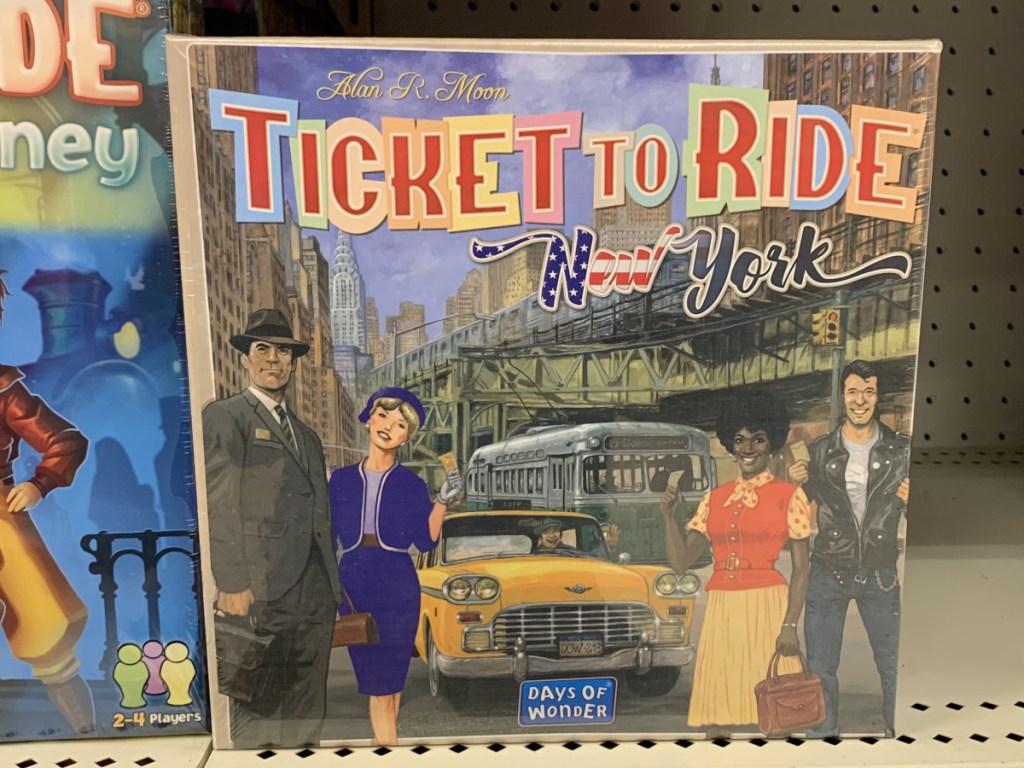 DE®
ney
2-4 Players
Alan R. Moon
TICKET TO RIDE
New York
DAYS OF
WONDER